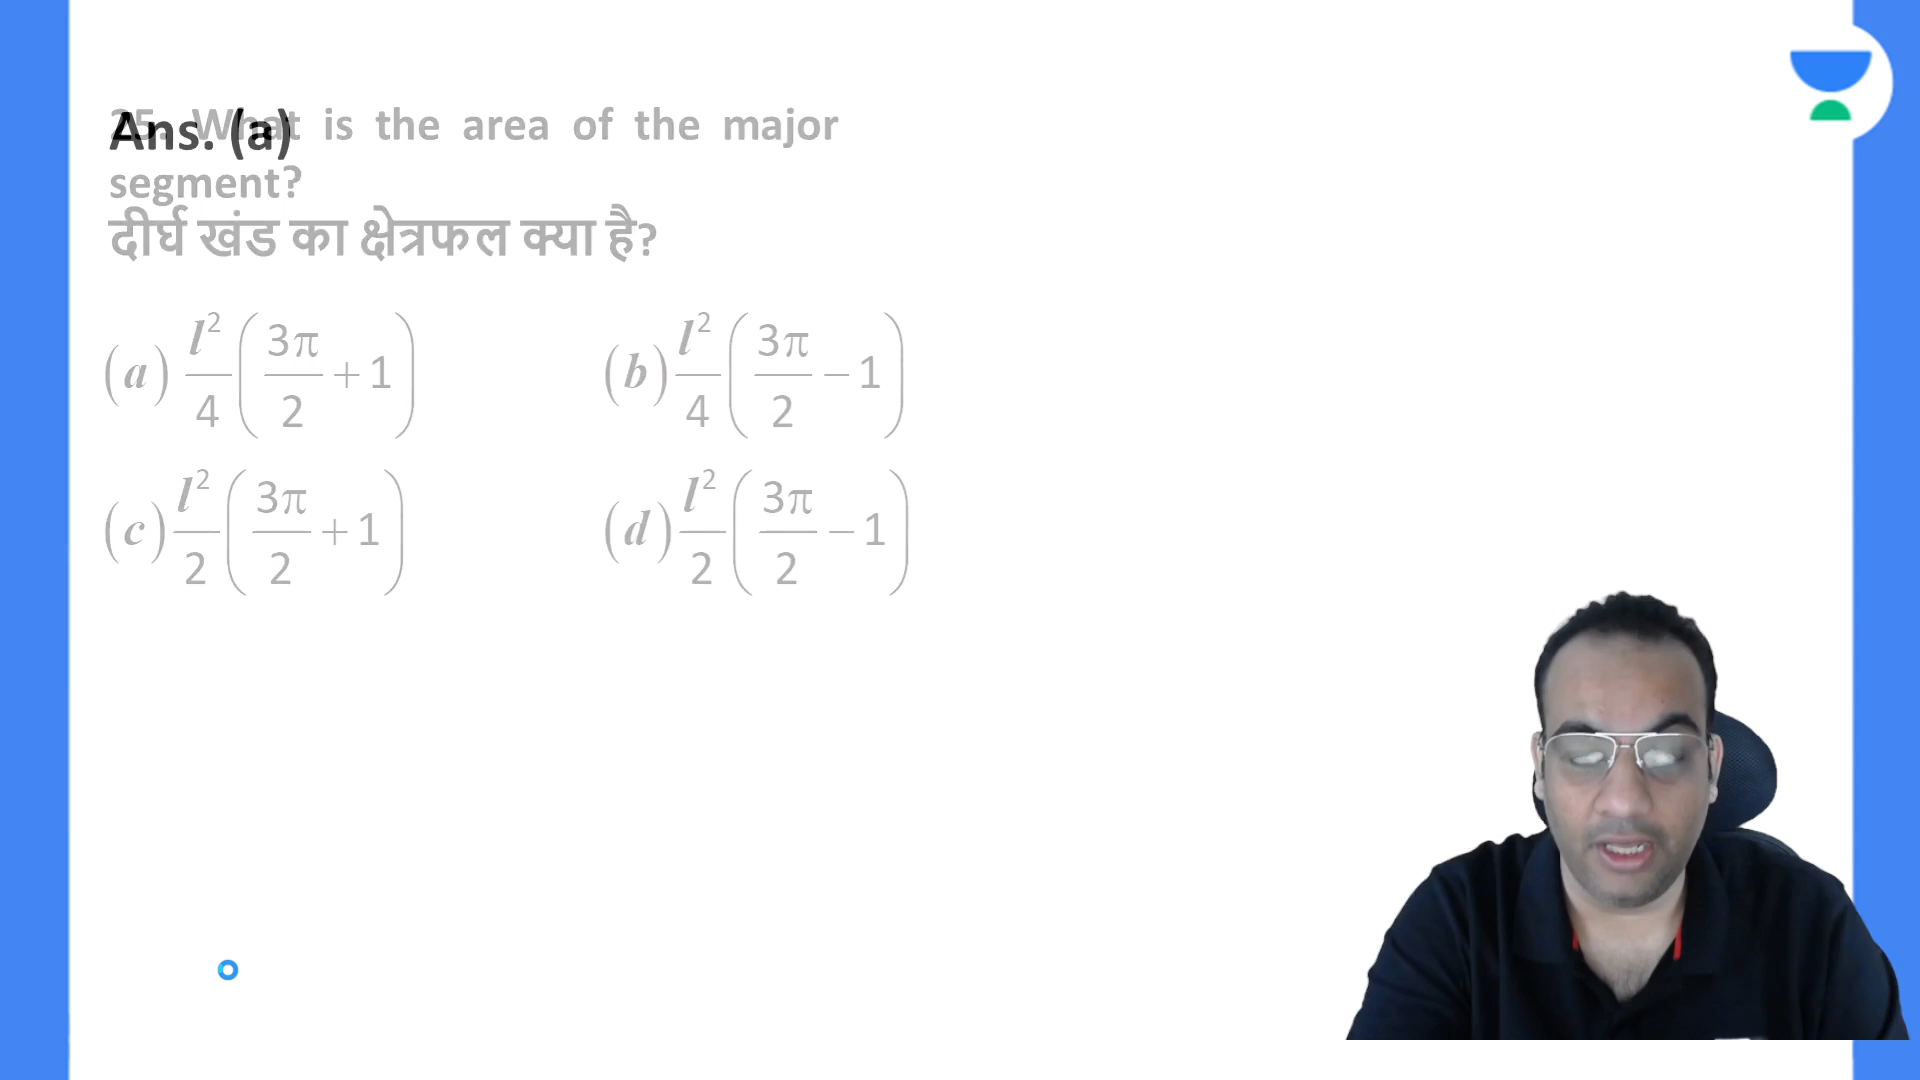 Ans. (a)
25. What is the area of the major
segment?
दीर्घ खंड का क्षेत्रफल क्या है?
(a) l²/4 (3π/2 + 1) (b) l²/4 (3π/2 − 1)
(c) l²/2 (3π/2 + 1) (d) l²/2 (3π/2 − 1)